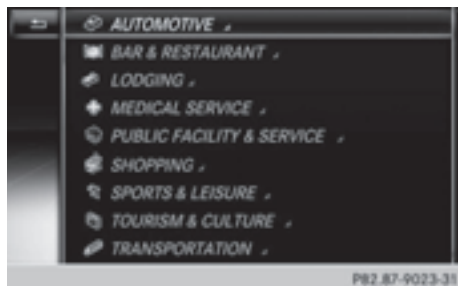 AUTOMOTIVE
BAR & RESTAURANT
LODGING
MEDICAL SERVICE
PUBLIC FACILITY & SERVICE
SHOPPING
SPORTS & LEISURE
TOURISM & CULTURE
TRANSPORTATION
P82.87-9023-31